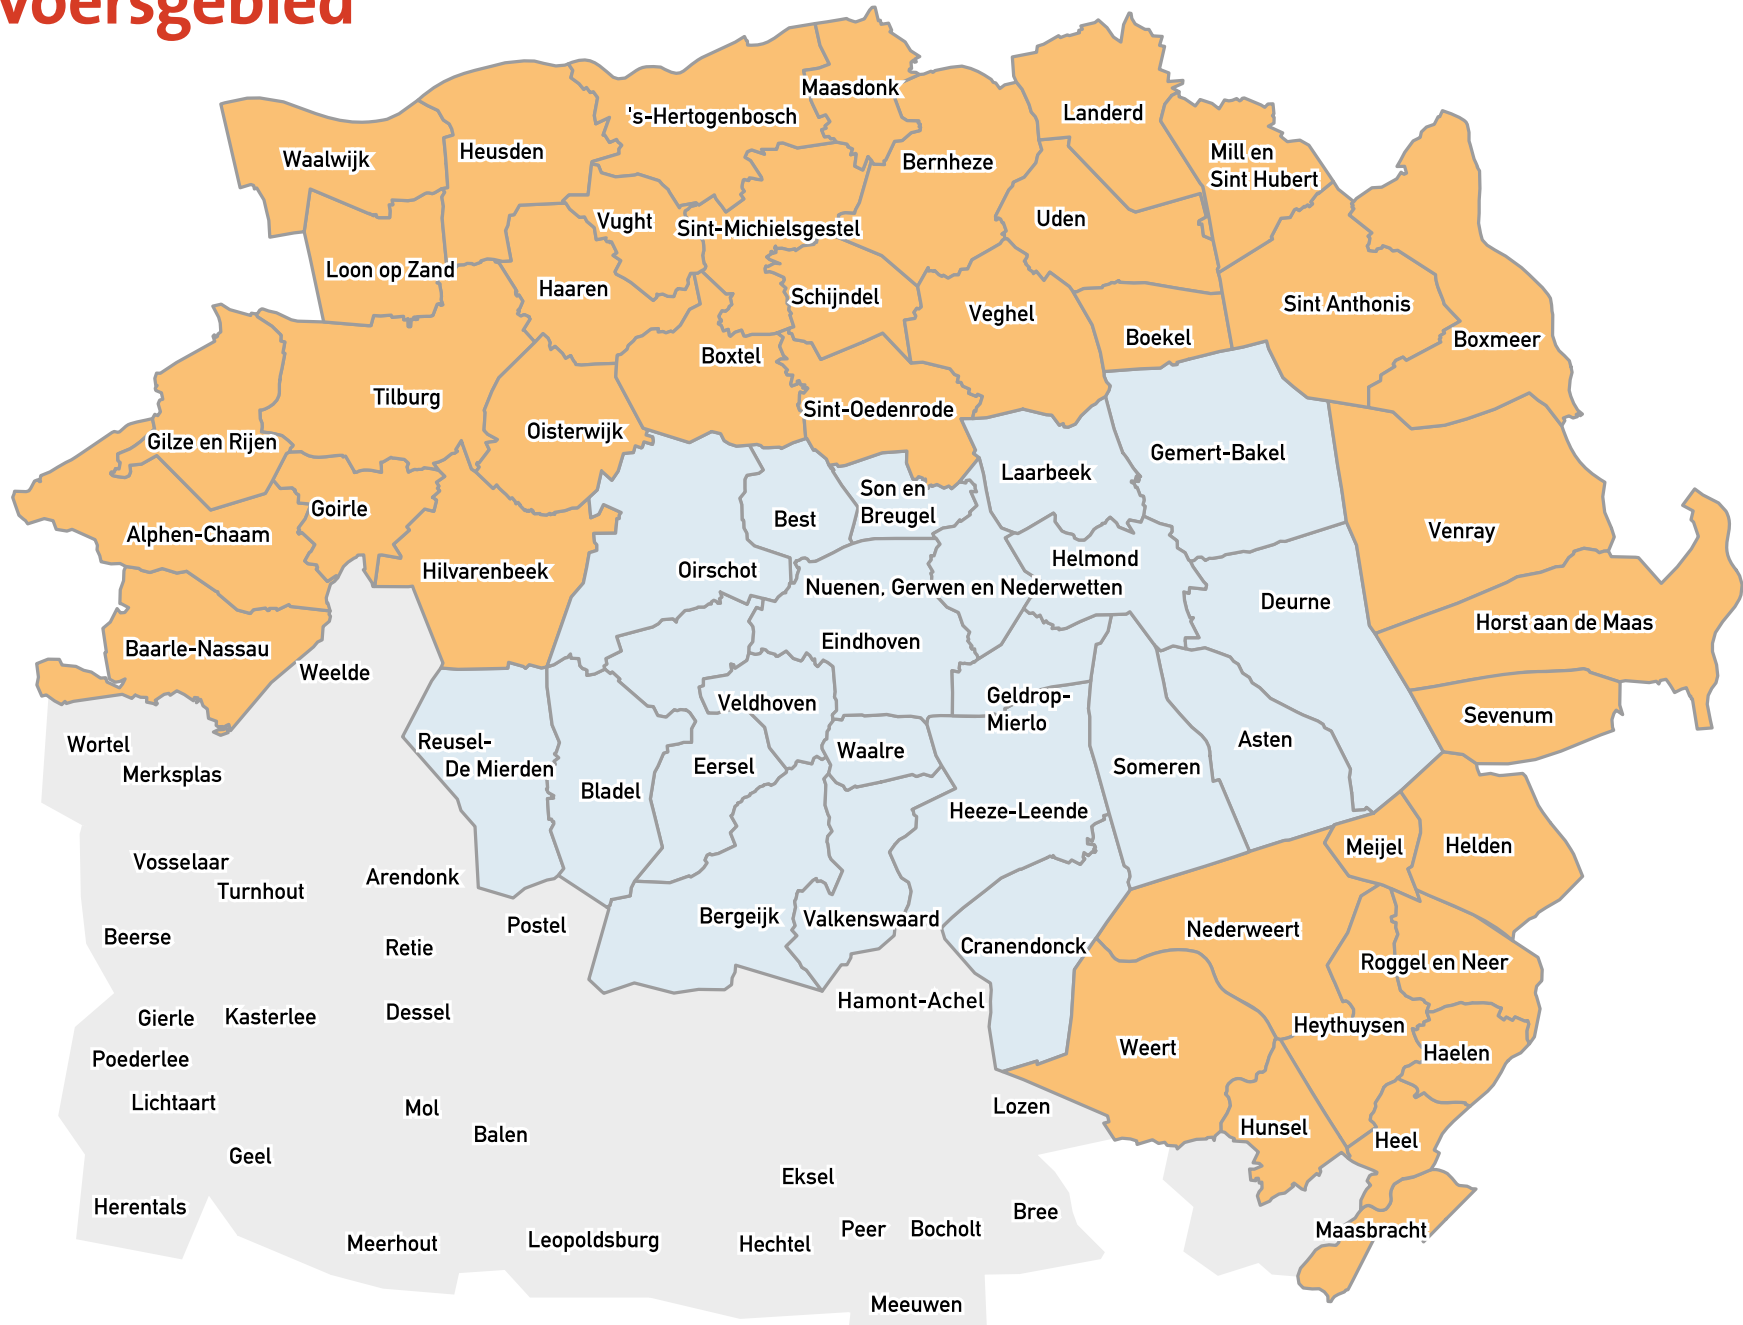 voersgebied
Maasdonk
's-Hertogenbosch
Landerd
Waalwijk
Heusden
Bernheze
Mill en
Sint Hubert
Vught
Sint-Michielsgestel
Uden
Loon op Zand
Haaren
Schijndel
Veghel
Sint Anthonis
Boxtel
Boekel
Boxmeer
Tilburg
Sint-Oedenrode
Gilze en Rijen
Oisterwijk
Laarbeek
Gemert-Bakel
Goirle
Son en
Breugel
Best
Alphen-Chaam
Venray
Hilvarenbeek
Oirschot
Helmond
Nuenen, Gerwen en Nederwetten
Deurne
Horst aan de Maas
Baarle-Nassau
Eindhoven
Weelde
Veldhoven
Geldrop-
Mierlo
Sevenum
Wortel
Merksplas
Reusel-
De Mierden
Waalre
Asten
Eersel
Someren
Bladel
Heeze-Leende
Meijel
Helden
Vosselaar
Turnhout
Arendonk
Postel
Bergeijk
Valkenswaard
Nederweert
Beerse
Retie
Cranendonck
Roggel en Neer
Hamont-Achel
Gierle
Kasterlee
Dessel
Heythuysen
Poederlee
Weert
Haelen
Lichtaart
Mol
Lozen
Balen
Hunsel
Heel
Geel
Eksel
Herentals
Bree
Meerhout
Leopoldsburg
Hechtel
Peer
Bocholt
Maasbracht
Meeuwen